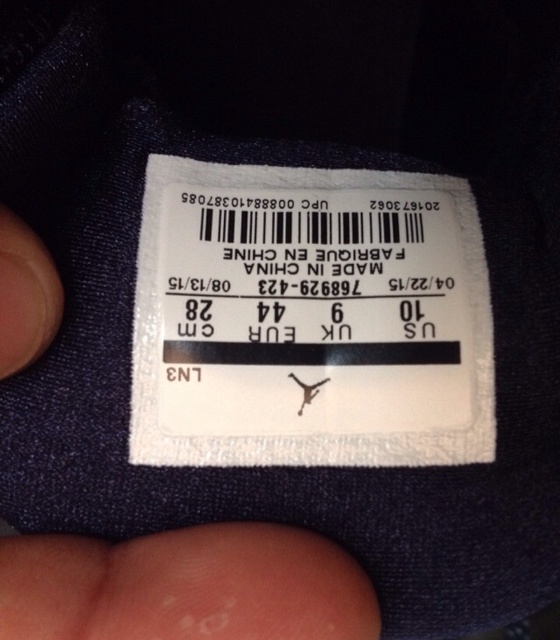 LN3
US UK EUR cm
10 9 44 28
04/22/15 768929-423 08/13/15
MADE IN CHINA
FABRIQUE EN CHINE
201673062 UPC 00888410387085